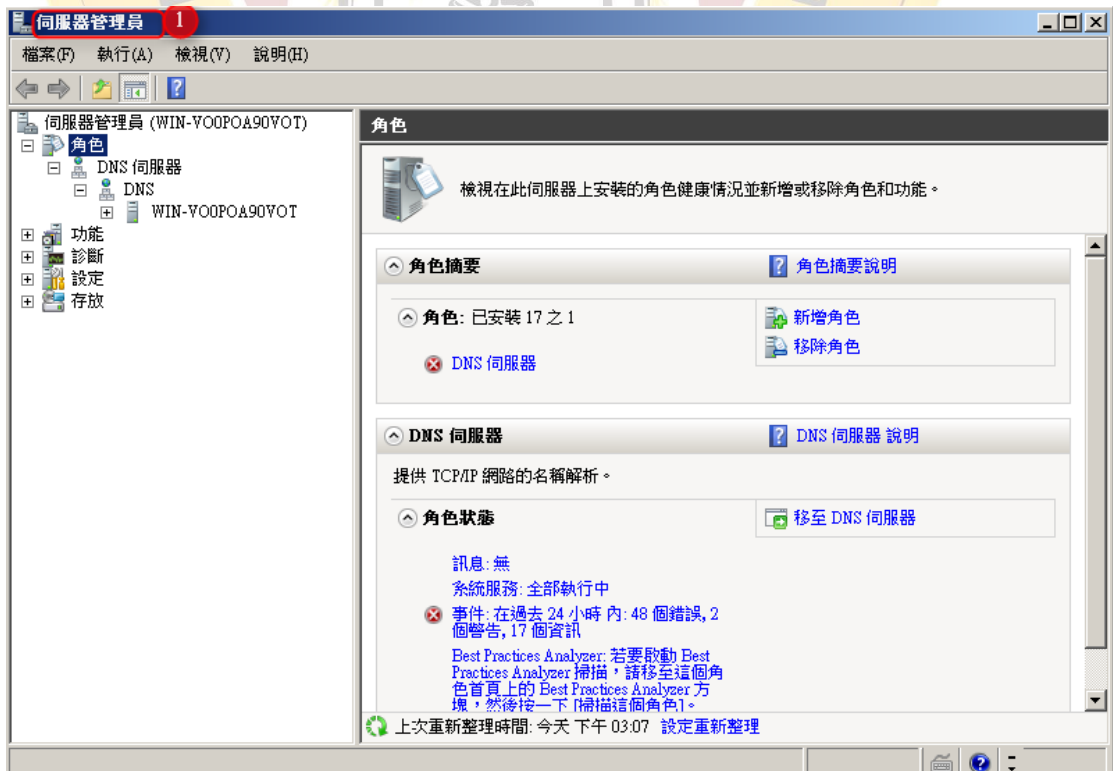 伺服器管理員 1
檔案(F) 執行(A) 檢視(V) 說明(H)
伺服器管理員 (WIN-VO0POA90VOT)
角色
DNS 伺服器
DNS
WIN-VO0POA90VOT
功能
診斷
設定
存放
角色
檢視在此伺服器上安裝的角色健康情況並新增或移除角色和功能。
角色摘要
角色摘要說明
角色: 已安裝 17 之 1
新增角色
移除角色
DNS 伺服器
DNS 伺服器
DNS 伺服器 說明
提供 TCP/IP 網路的名稱解析。
角色狀態
移至 DNS 伺服器
訊息: 無
系統服務: 全部執行中
事件: 在過去 24 小時 內: 48 個錯誤, 2
個警告, 17 個資訊
Best Practices Analyzer: 若要啟動 Best
Practices Analyzer 掃描，請移至這個角
色首頁上的 Best Practices Analyzer 方
塊，然後按一下 [掃描這個角色]。
上次重新整理時間: 今天 下午 03:07 設定重新整理